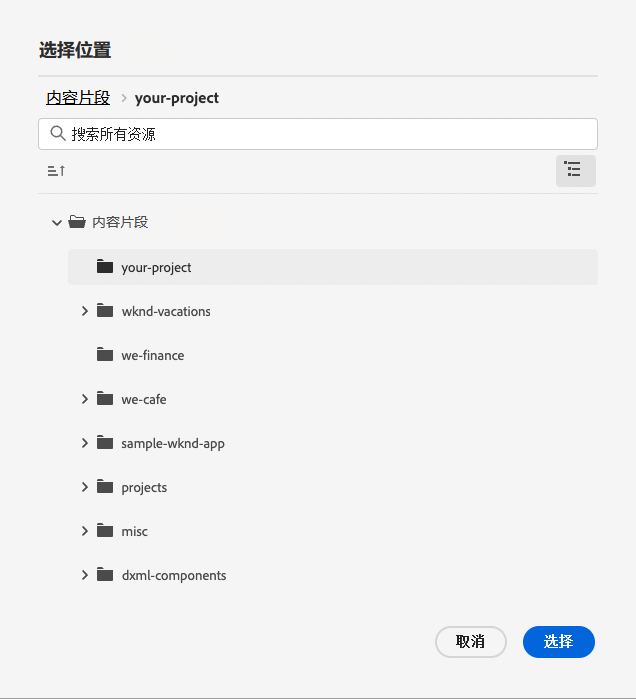 选择位置
内容片段 > your-project
搜索所有资源
内容片段
your-project
wknd-vacations
we-finance
we-cafe
sample-wknd-app
projects
misc
dxml-components
取消 选择